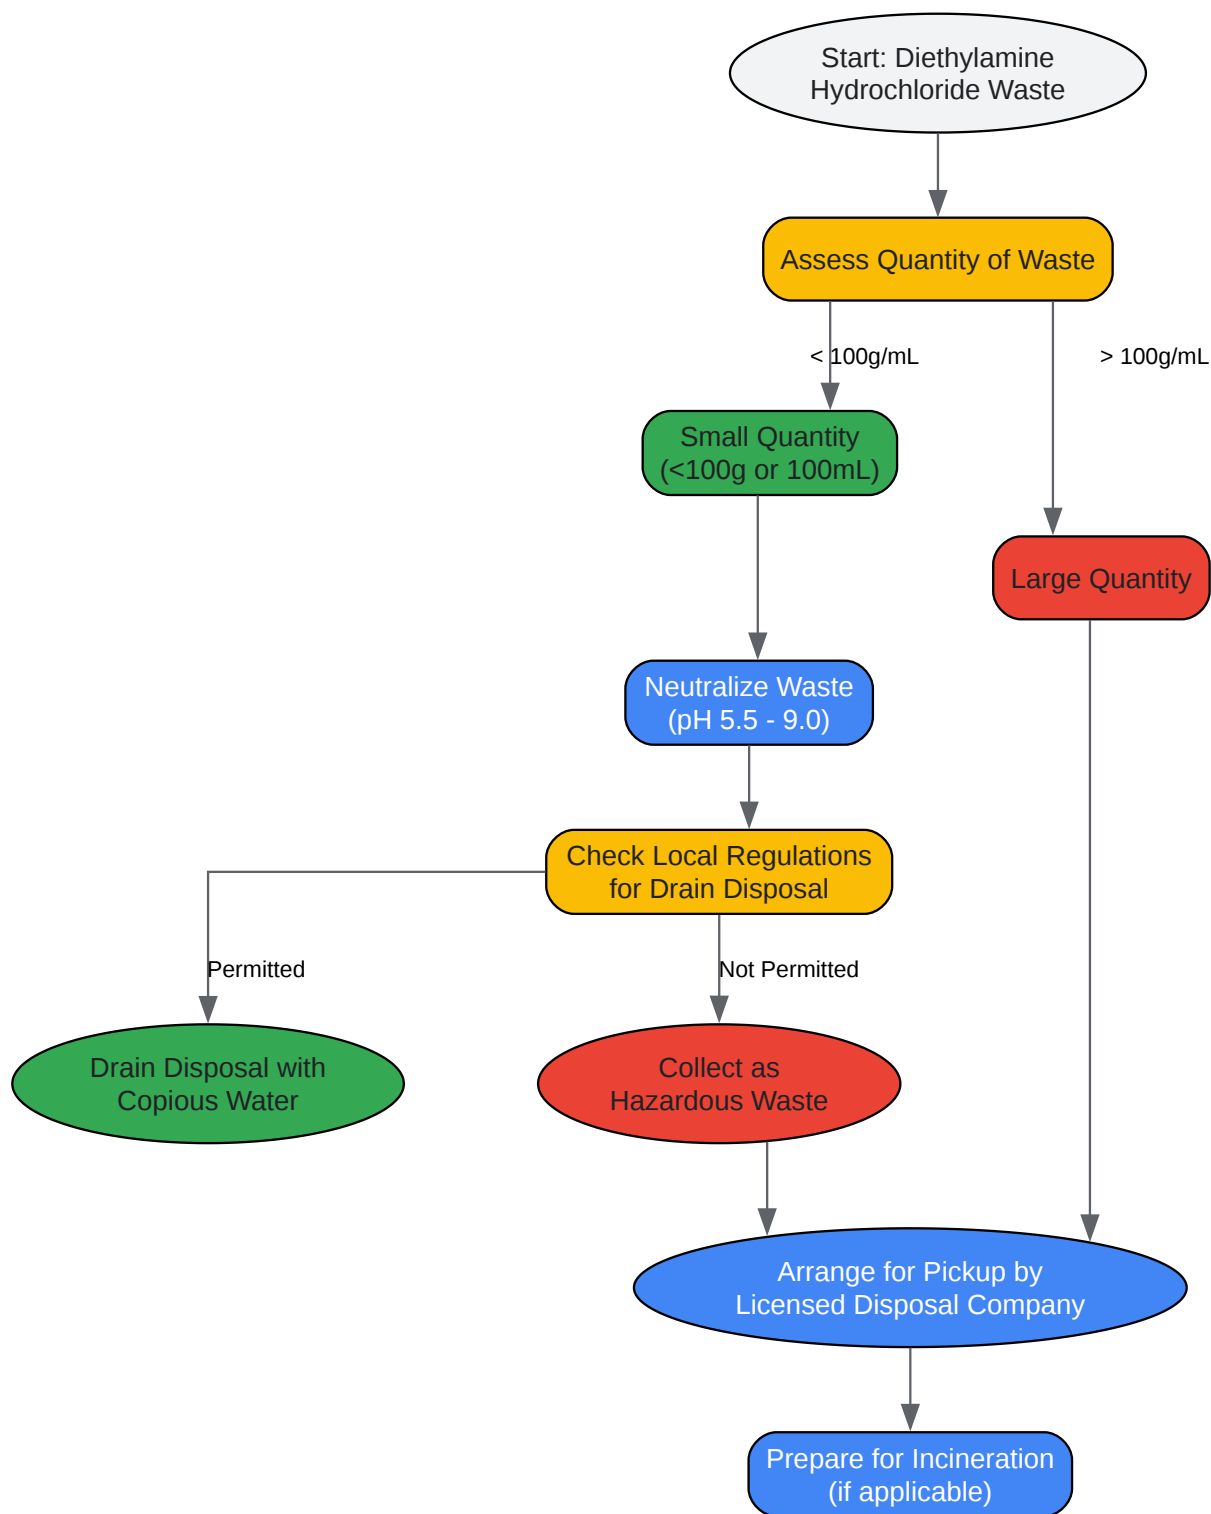 Start: Diethylamine
Hydrochloride Waste
Assess Quantity of Waste
< 100g/mL
> 100g/mL
Small Quantity
(<100g or 100mL)
Large Quantity
Neutralize Waste
(pH 5.5 - 9.0)
Check Local Regulations
for Drain Disposal
Permitted
Not Permitted
Drain Disposal with
Copious Water
Collect as
Hazardous Waste
Arrange for Pickup by
Licensed Disposal Company
Prepare for Incineration
(if applicable)